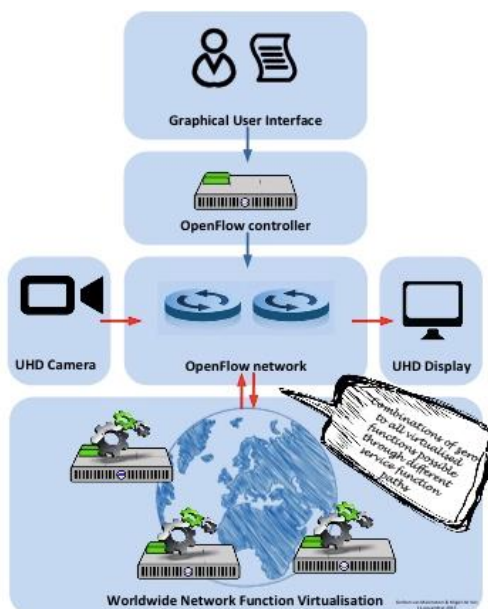 Graphical User Interface
OpenFlow controller
UHD Camera
OpenFlow network
UHD Display
combinations of zero
to all virtualised
functions possible
through different
service function
paths
Worldwide Network Function Virtualisation